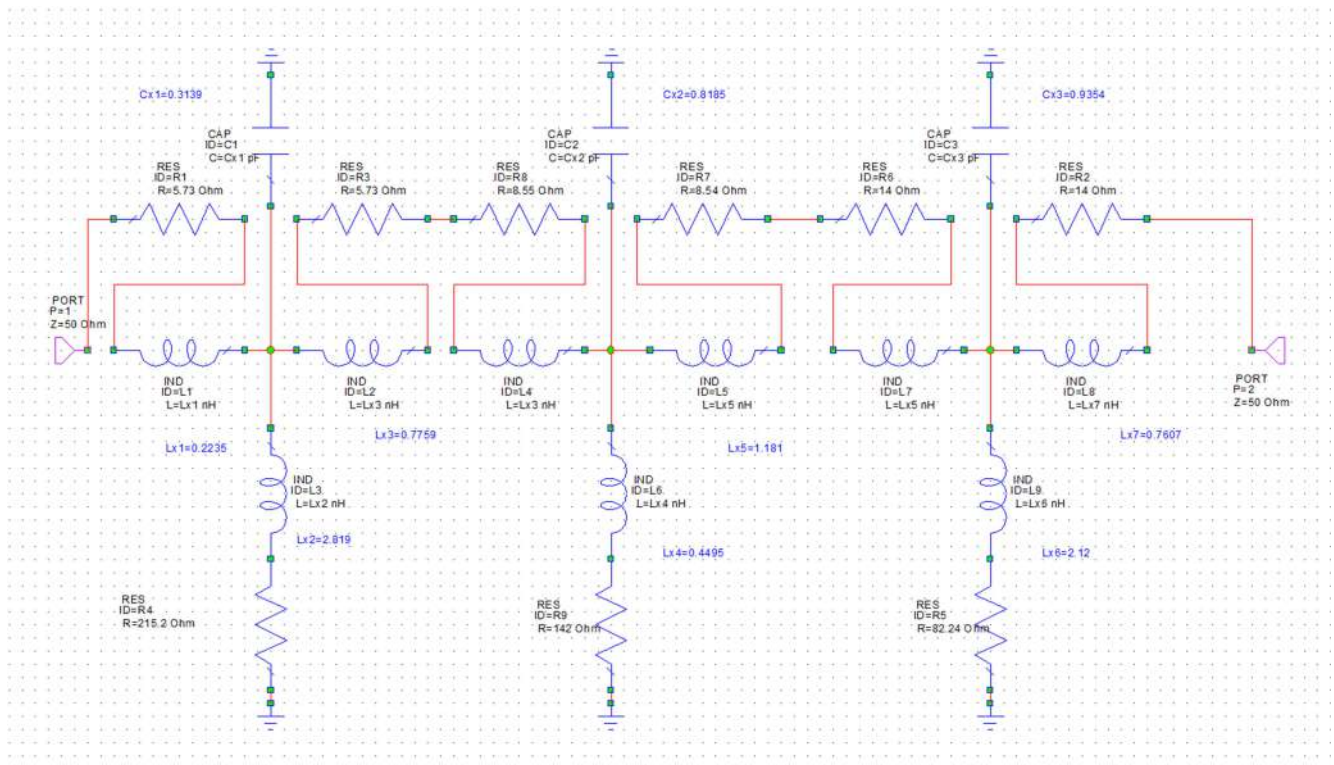 Cx1=0.3139
Cx2=0.8185
Cx3=0.9354
CAP
ID=C1
C=Cx1 pF
CAP
ID=C2
C=Cx2 pF
CAP
ID=C3
C=Cx3 pF
RES
ID=R1
R=5.73 Ohm
RES
ID=R3
R=5.73 Ohm
RES
ID=R8
R=8.55 Ohm
RES
ID=R7
R=8.54 Ohm
RES
ID=R6
R=14 Ohm
RES
ID=R2
R=14 Ohm
PORT
P=1
Z=50 Ohm
IND
ID=L1
L=Lx1 nH
IND
ID=L2
L=Lx3 nH
IND
ID=L4
L=Lx3 nH
IND
ID=L5
L=Lx5 nH
IND
ID=L7
L=Lx5 nH
IND
ID=L8
L=Lx7 nH
PORT
P=2
Z=50 Ohm
Lx1=0.2235
Lx3=0.7759
Lx5=1.181
Lx7=0.7607
IND
ID=L3
L=Lx2 nH
IND
ID=L6
L=Lx4 nH
IND
ID=L9
L=Lx6 nH
Lx2=2.819
Lx4=0.4495
Lx6=2.12
RES
ID=R4
R=215.2 Ohm
RES
ID=R9
R=142 Ohm
RES
ID=R5
R=82.24 Ohm